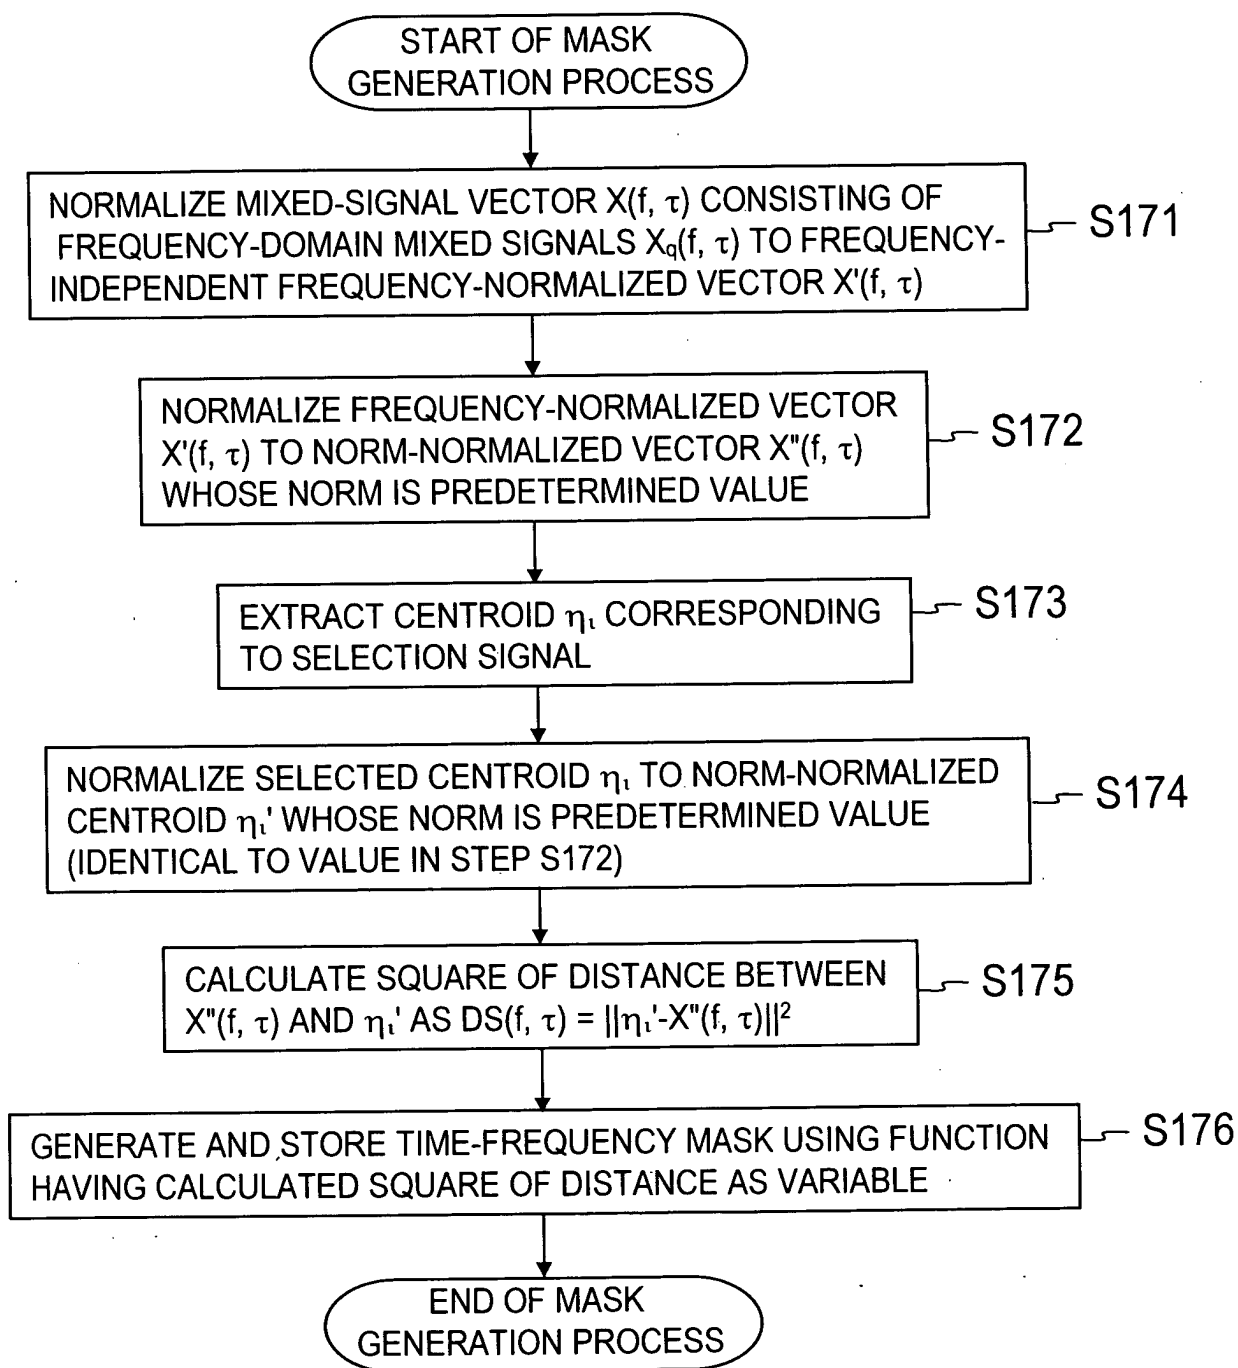 START OF MASK
GENERATION PROCESS
NORMALIZE MIXED-SIGNAL VECTOR X(f, τ) CONSISTING OF
FREQUENCY-DOMAIN MIXED SIGNALS Xq(f, τ) TO FREQUENCY-
INDEPENDENT FREQUENCY-NORMALIZED VECTOR X'(f, τ)
S171
NORMALIZE FREQUENCY-NORMALIZED VECTOR
X'(f, τ) TO NORM-NORMALIZED VECTOR X"(f, τ)
WHOSE NORM IS PREDETERMINED VALUE
S172
EXTRACT CENTROID ηι CORRESPONDING
TO SELECTION SIGNAL
S173
NORMALIZE SELECTED CENTROID ηι TO NORM-NORMALIZED
CENTROID ηι' WHOSE NORM IS PREDETERMINED VALUE
(IDENTICAL TO VALUE IN STEP S172)
S174
CALCULATE SQUARE OF DISTANCE BETWEEN
X"(f, τ) AND ηι' AS DS(f, τ) = ||ηι'-X"(f, τ)||²
S175
GENERATE AND STORE TIME-FREQUENCY MASK USING FUNCTION
HAVING CALCULATED SQUARE OF DISTANCE AS VARIABLE
S176
END OF MASK
GENERATION PROCESS